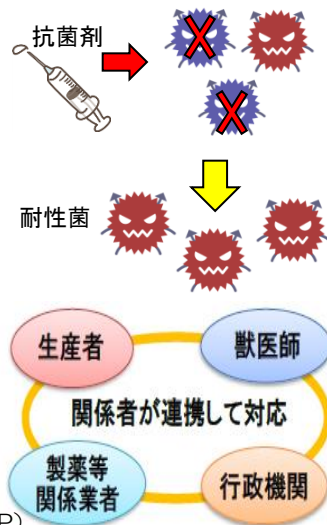 抗菌剤
耐性菌
生産者
獣医師
関係者が連携して対応
製薬等
関係業者
行政機関
P)